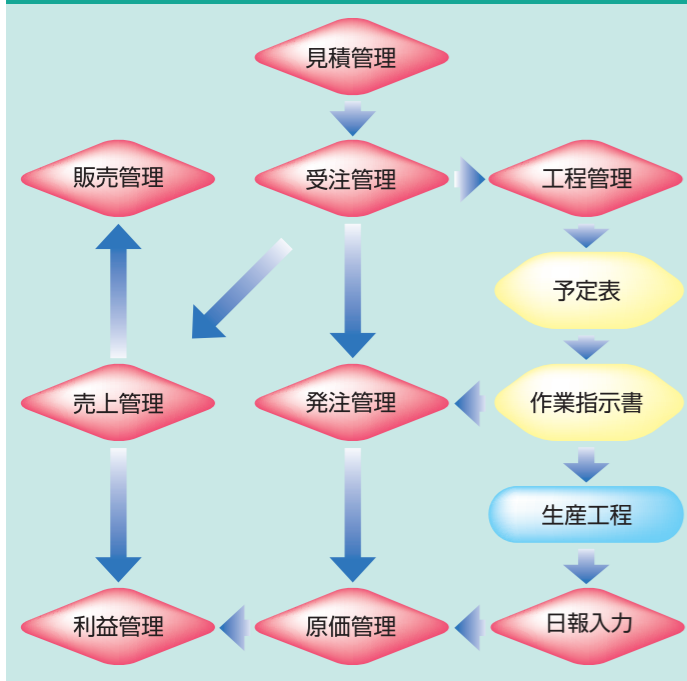 見積管理
販売管理
受注管理
工程管理
予定表
売上管理
発注管理
作業指示書
生産工程
利益管理
原価管理
日報入力